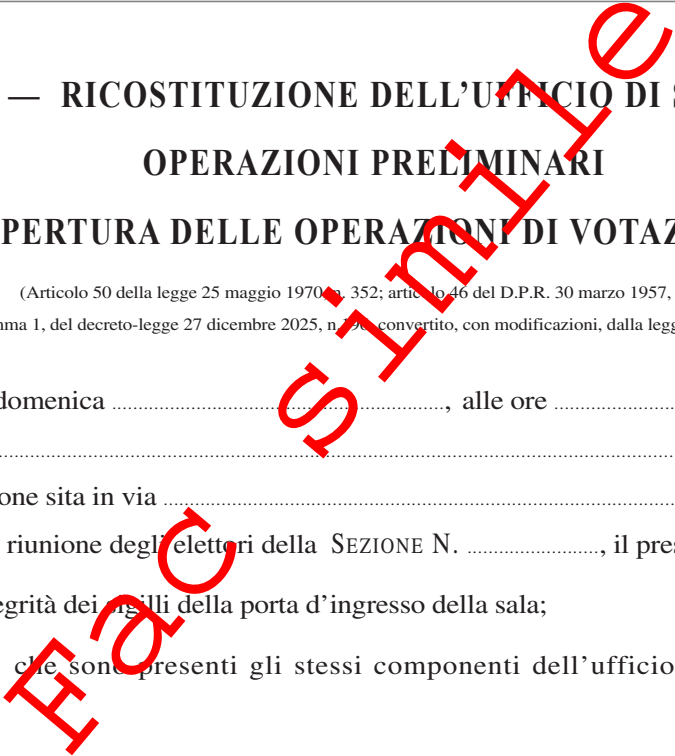 — RICOSTITUZIONE DELL’UFFICIO DI
OPERAZIONI PRELIMINARI
PERTURA DELLE OPERAZIONI DI VOTAZ
(Articolo 50 della legge 25 maggio 1970, n. 352; articolo 46 del D.P.R. 30 marzo 1957,
mma 1, del decreto-legge 27 dicembre 2025, n. 196, convertito, con modificazioni, dalla legg
domenica ..............................................., alle ore ........................
................................................................................................
one sita in via ................................................................................
riunione degli elettori della SEZIONE N. ......................, il pres
egrità dei sigilli della porta d’ingresso della sala;
che sono presenti gli stessi componenti dell’ufficio
Fac simile